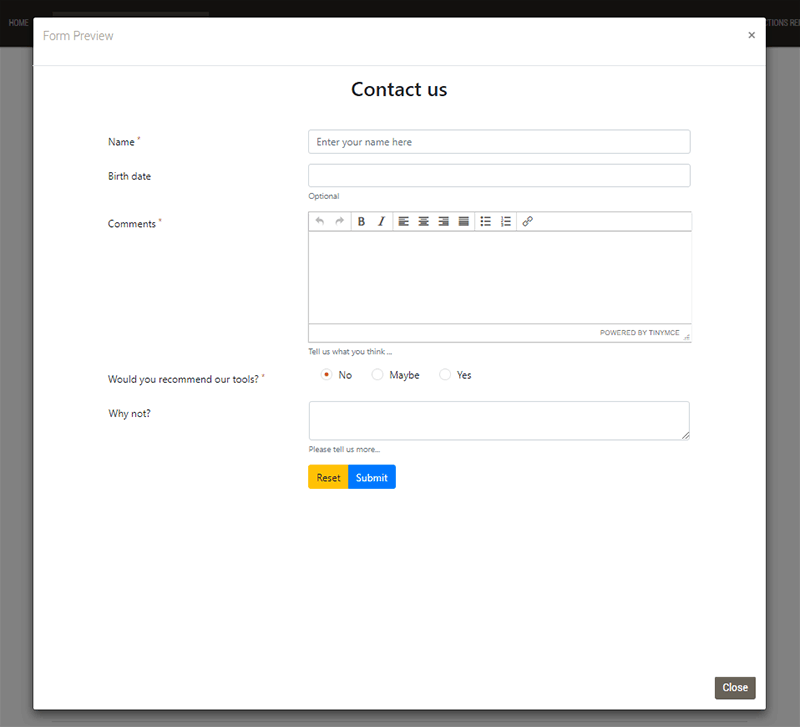 HOME
Form Preview ×
Contact us
Name *
Enter your name here
Birth date
Optional
Comments *
B I
POWERED BY TINYMCE
Tell us what you think ...
Would you recommend our tools? * No Maybe Yes
Why not?
Please tell us more...
Reset Submit
Close